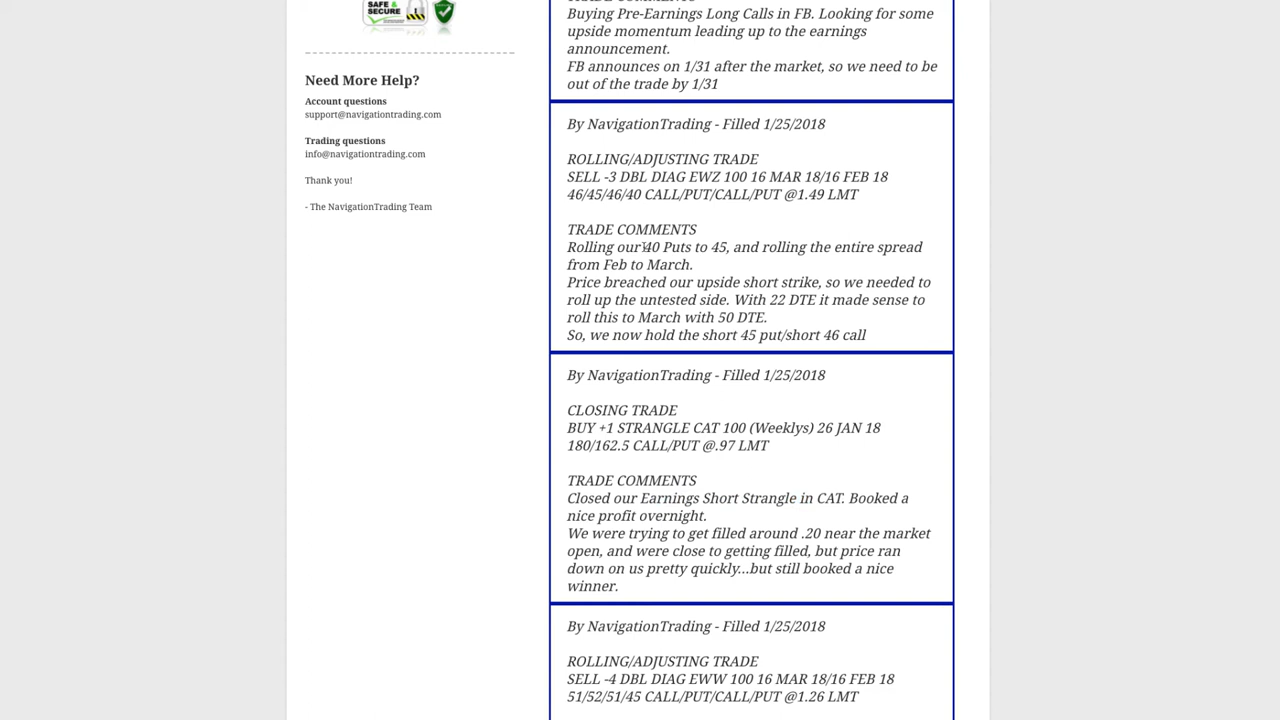 SAFE &
SECURE
Need More Help?
Account questions
support@navigationtrading.com
Trading questions
info@navigationtrading.com
Thank you!
- The NavigationTrading Team
TRADE COMMENTS
Buying Pre-Earnings Long Calls in FB. Looking for some
upside momentum leading up to the earnings
announcement.
FB announces on 1/31 after the market, so we need to be
out of the trade by 1/31
By NavigationTrading - Filled 1/25/2018
ROLLING/ADJUSTING TRADE
SELL -3 DBL DIAG EWZ 100 16 MAR 18/16 FEB 18
46/45/46/40 CALL/PUT/CALL/PUT @1.49 LMT
TRADE COMMENTS
Rolling our 40 Puts to 45, and rolling the entire spread
from Feb to March.
Price breached our upside short strike, so we needed to
roll up the untested side. With 22 DTE it made sense to
roll this to March with 50 DTE.
So, we now hold the short 45 put/short 46 call
By NavigationTrading - Filled 1/25/2018
CLOSING TRADE
BUY +1 STRANGLE CAT 100 (Weeklys) 26 JAN 18
180/162.5 CALL/PUT @.97 LMT
TRADE COMMENTS
Closed our Earnings Short Strangle in CAT. Booked a
nice profit overnight.
We were trying to get filled around .20 near the market
open, and were close to getting filled, but price ran
down on us pretty quickly...but still booked a nice
winner.
By NavigationTrading - Filled 1/25/2018
ROLLING/ADJUSTING TRADE
SELL -4 DBL DIAG EWW 100 16 MAR 18/16 FEB 18
51/52/51/45 CALL/PUT/CALL/PUT @1.26 LMT